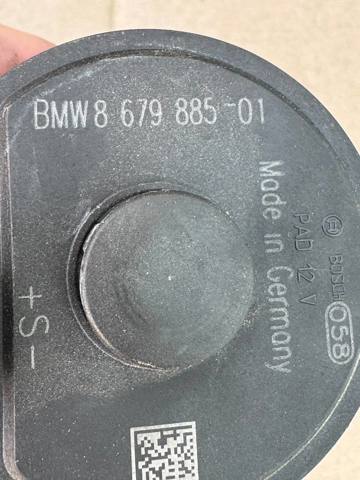 BMW 8 679 885-01
Made in Germany
PAD 12 V
BOSCH
058
+S-